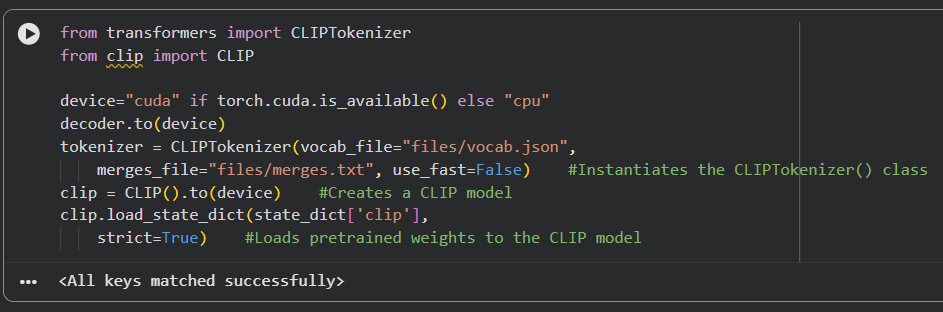 from transformers import CLIPTokenizer
from clip import CLIP
device="cuda" if torch.cuda.is_available() else "cpu"
decoder.to(device)
tokenizer = CLIPTokenizer(vocab_file="files/vocab.json",
    merges_file="files/merges.txt", use_fast=False)    #Instantiates the CLIPTokenizer() class
clip = CLIP().to(device)    #Creates a CLIP model
clip.load_state_dict(state_dict['clip'],
    strict=True)    #Loads pretrained weights to the CLIP model
<All keys matched successfully>